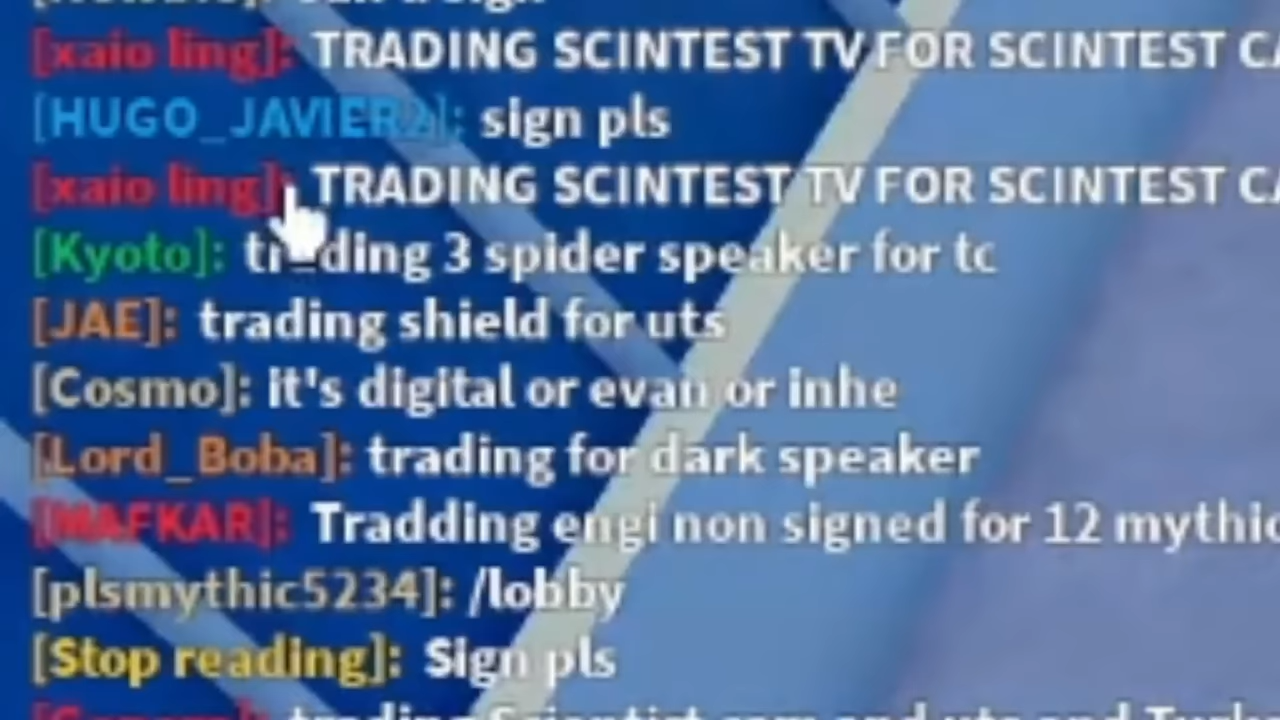 [xaio ling]: TRADING SCINTEST TV FOR SCINTEST
[HUGO_JAVIER2]: sign pls
[xaio ling]: TRADING SCINTEST TV FOR SCINTEST
[Kyoto]: trading 3 spider speaker for tc
[JAE]: trading shield for uts
[Cosmo]: it's digital or evan or inhe
[Lord_Boba]: trading for dark speaker
[MAFKAR]: Tradding engi non signed for 12 mythic
[plsmythic5234]: /lobby
[Stop reading]: Sign pls